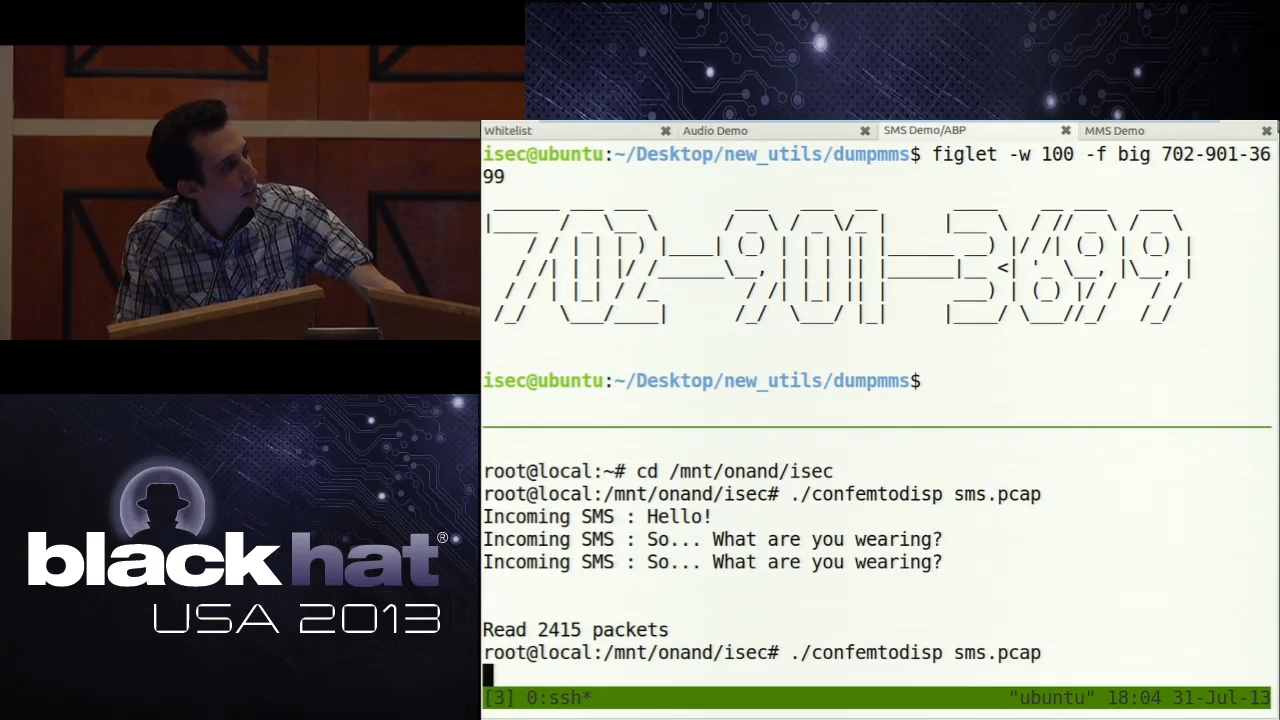 Whitelist
Audio Demo
SMS Demo/ABP
MMS Demo
isec@ubuntu:~/Desktop/new_utils/dumpmms$ figlet -w 100 -f big 702-901-36
99
702-901-3699
isec@ubuntu:~/Desktop/new_utils/dumpmms$
root@local:~# cd /mnt/onand/isec
root@local:/mnt/onand/isec# ./confemtodisp sms.pcap
Incoming SMS : Hello!
Incoming SMS : So... What are you wearing?
Incoming SMS : So... What are you wearing?
Read 2415 packets
root@local:/mnt/onand/isec# ./confemtodisp sms.pcap
[3] 0:ssh*
"ubuntu" 18:04 31-Jul-13
blackhat®
USA 2013